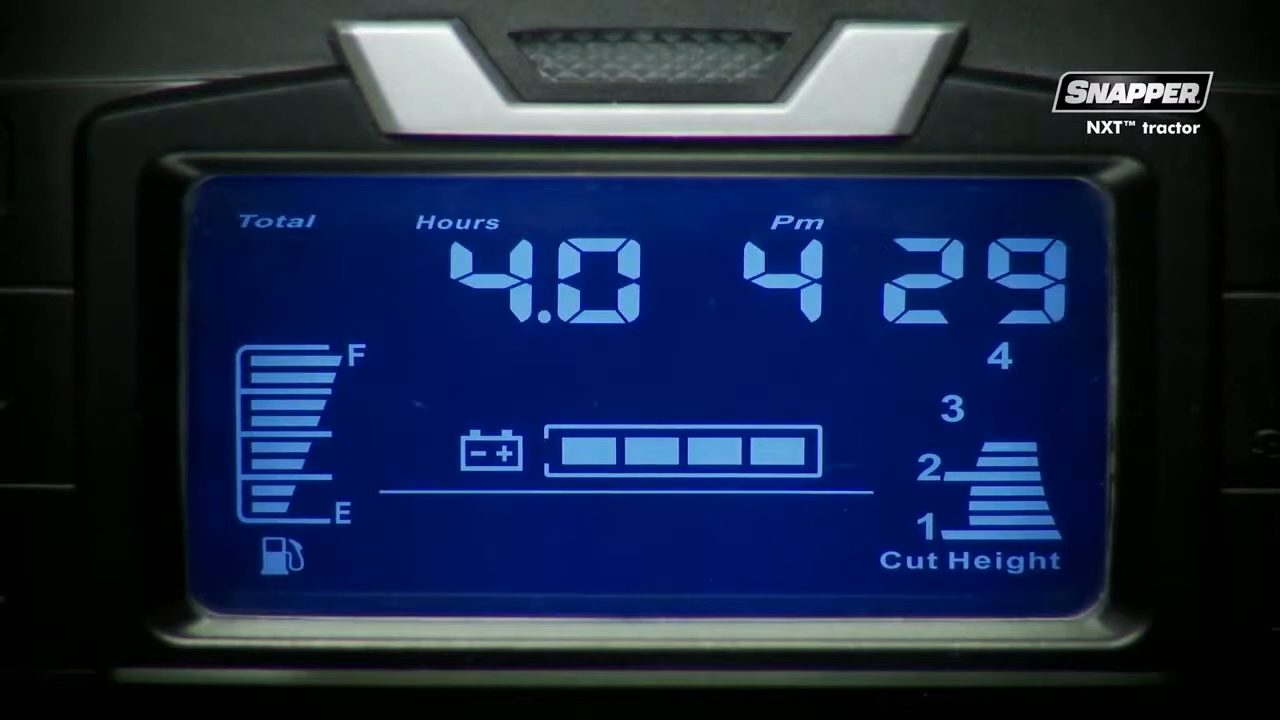 SNAPPER
NXT™ tractor
Total Hours Pm
4.0 4 29
F
4
3
- +
2
E
1
Cut Height